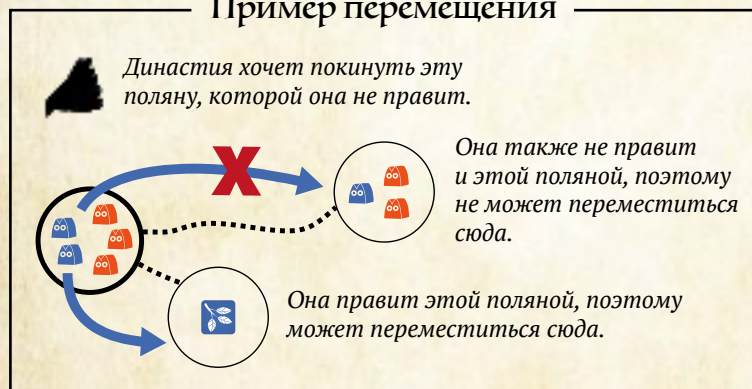 Пример перемещения
Династия хочет покинуть эту
поляну, которой она не правит.
Она также не правит
и этой поляной, поэтому
не может переместиться
сюда.
Она правит этой поляной, поэтому
может переместиться сюда.